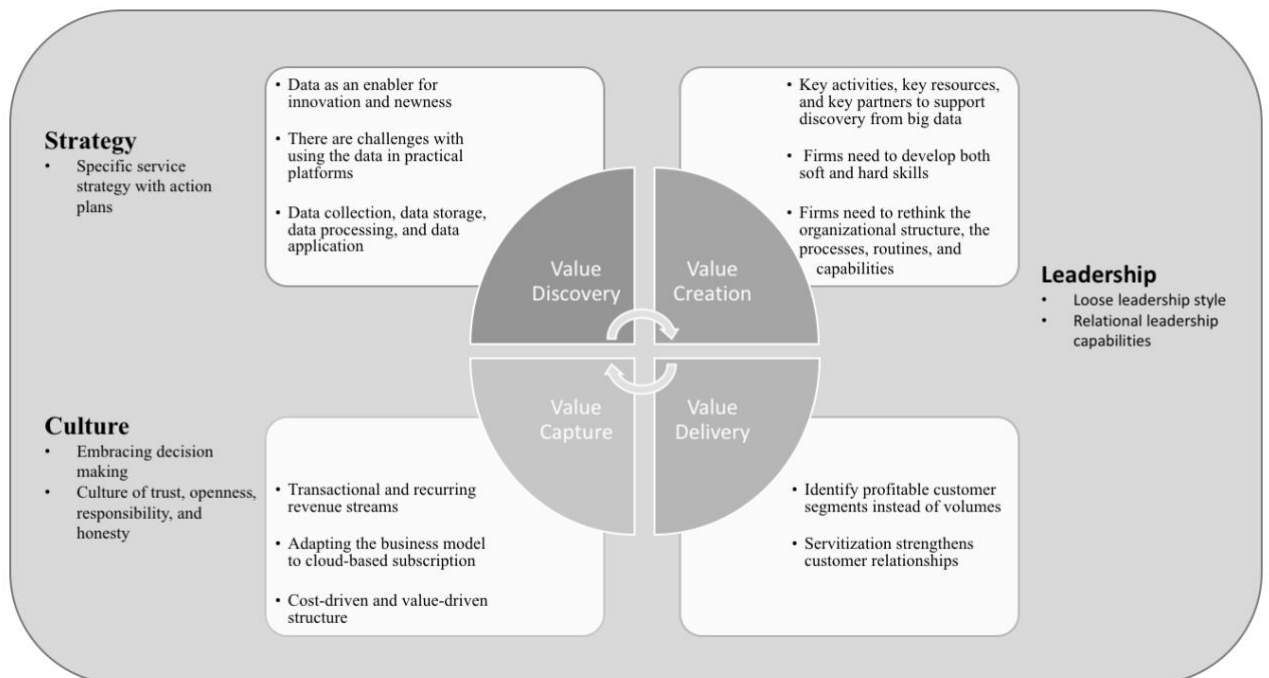 Strategy
• Specific service
strategy with action
plans
• Data as an enabler for
innovation and newness
• There are challenges with
using the data in practical
platforms
• Data collection, data storage,
data processing, and data
application
• Key activities, key resources,
and key partners to support
discovery from big data
• Firms need to develop both
soft and hard skills
• Firms need to rethink the
organizational structure, the
processes, routines, and
capabilities
Value
Discovery
Value
Creation
Leadership
• Loose leadership style
• Relational leadership
capabilities
Culture
• Embracing decision
making
• Culture of trust, openness,
responsibility, and
honesty
Value
Capture
Value
Delivery
• Transactional and recurring
revenue streams
• Adapting the business model
to cloud-based subscription
• Cost-driven and value-driven
structure
• Identify profitable customer
segments instead of volumes
• Servitization strengthens
customer relationships